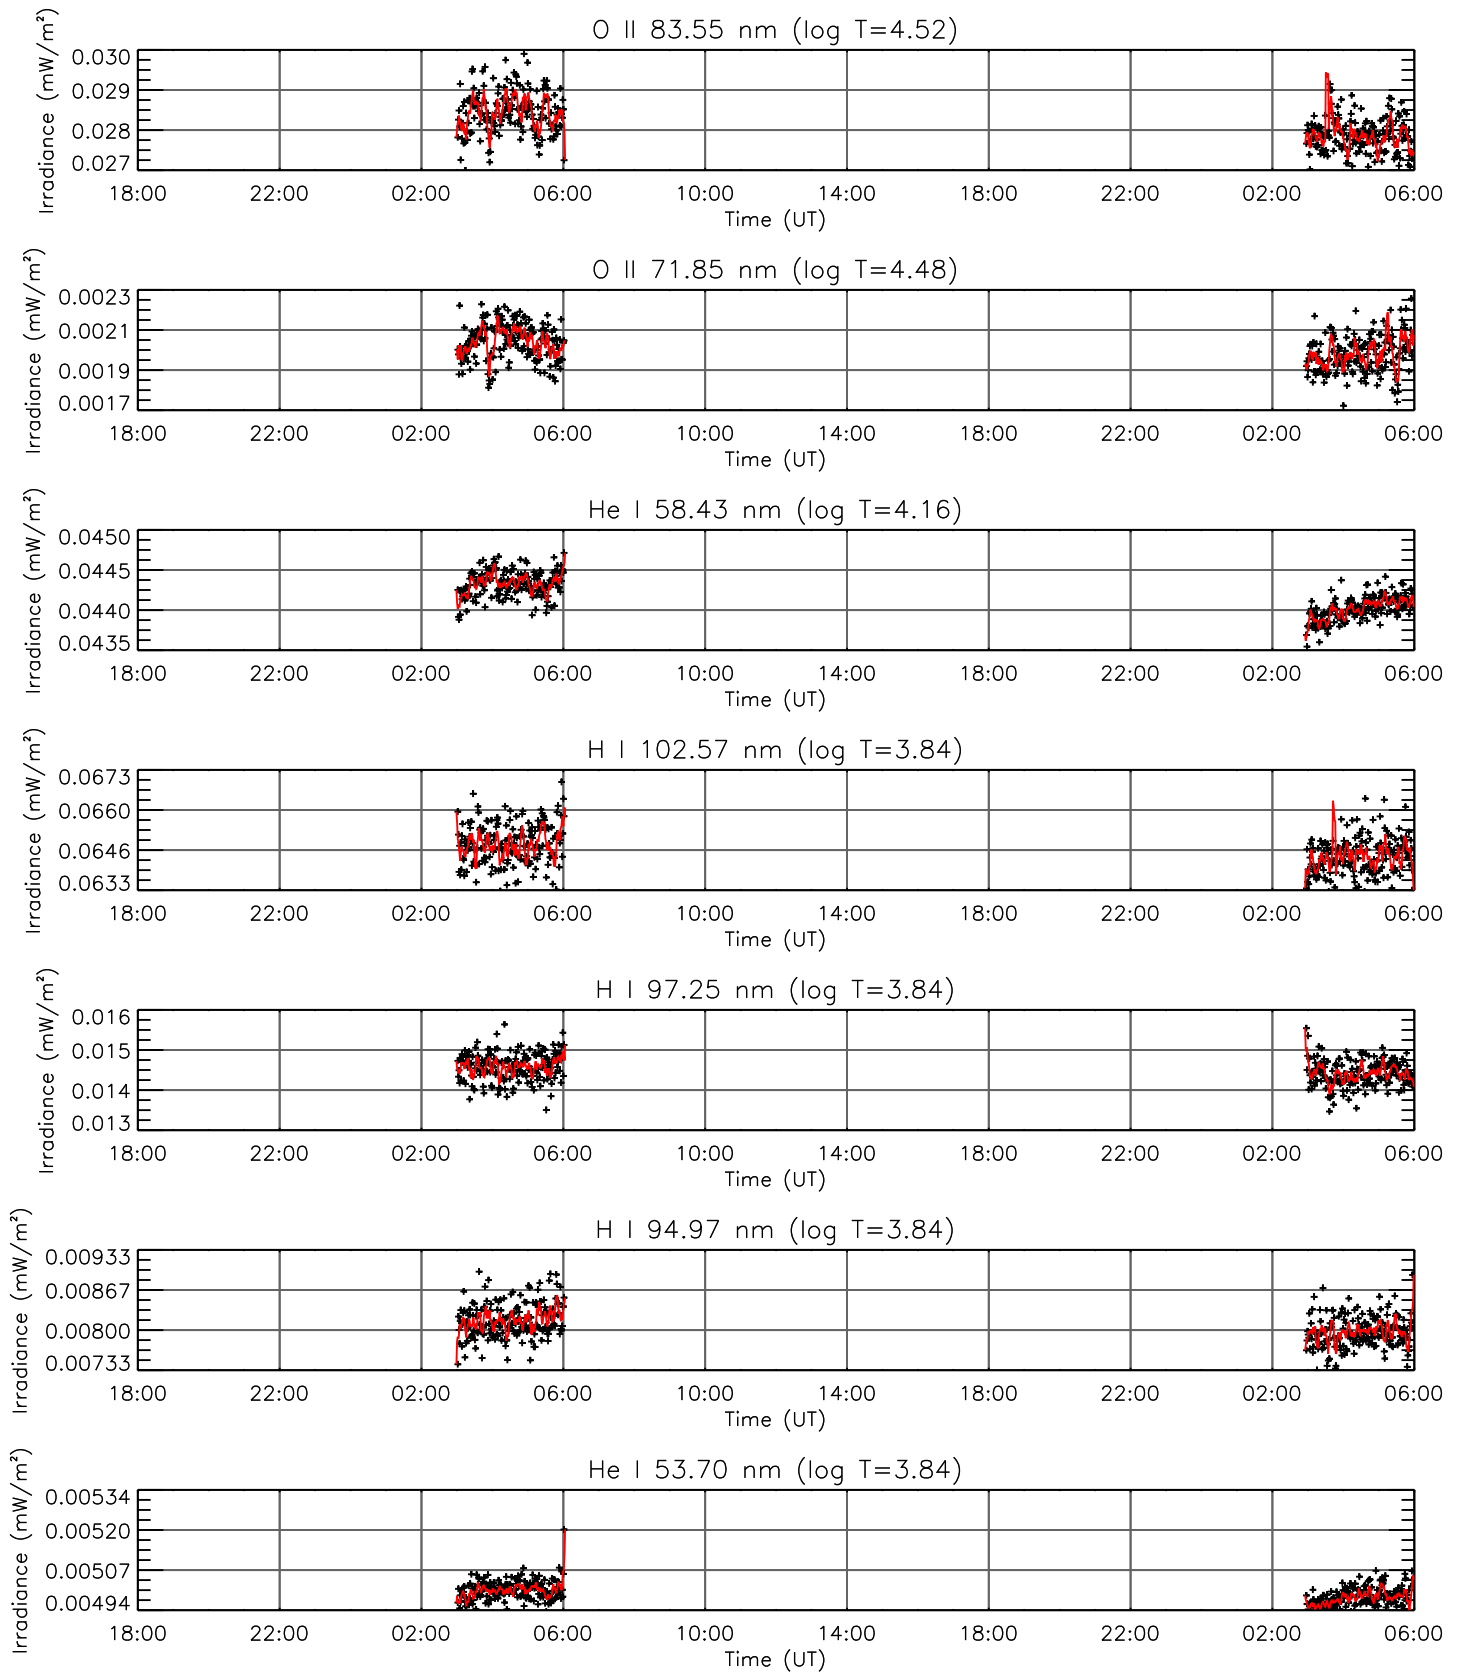 O II 83.55 nm (log T=4.52)
Irradiance (mW/m²)
0.030
0.029
0.028
0.027
18:00 22:00 02:00 06:00 10:00 14:00 18:00 22:00 02:00 06:00
Time (UT)
O II 71.85 nm (log T=4.48)
Irradiance (mW/m²)
0.0023
0.0021
0.0019
0.0017
18:00 22:00 02:00 06:00 10:00 14:00 18:00 22:00 02:00 06:00
Time (UT)
He I 58.43 nm (log T=4.16)
Irradiance (mW/m²)
0.0450
0.0445
0.0440
0.0435
18:00 22:00 02:00 06:00 10:00 14:00 18:00 22:00 02:00 06:00
Time (UT)
H I 102.57 nm (log T=3.84)
Irradiance (mW/m²)
0.0673
0.0660
0.0646
0.0633
18:00 22:00 02:00 06:00 10:00 14:00 18:00 22:00 02:00 06:00
Time (UT)
H I 97.25 nm (log T=3.84)
Irradiance (mW/m²)
0.016
0.015
0.014
0.013
18:00 22:00 02:00 06:00 10:00 14:00 18:00 22:00 02:00 06:00
Time (UT)
H I 94.97 nm (log T=3.84)
Irradiance (mW/m²)
0.00933
0.00867
0.00800
0.00733
18:00 22:00 02:00 06:00 10:00 14:00 18:00 22:00 02:00 06:00
Time (UT)
He I 53.70 nm (log T=3.84)
Irradiance (mW/m²)
0.00534
0.00520
0.00507
0.00494
18:00 22:00 02:00 06:00 10:00 14:00 18:00 22:00 02:00 06:00
Time (UT)